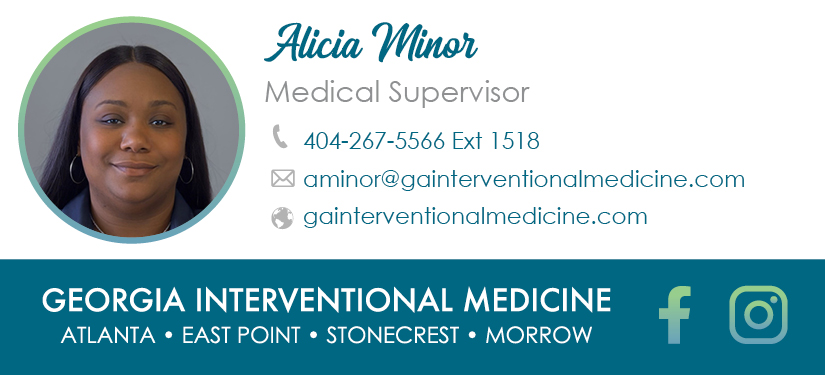 Alicia Minor
Medical Supervisor
404-267-5566 Ext 1518
aminor@gainterventionalmedicine.com
gainterventionalmedicine.com
GEORGIA INTERVENTIONAL MEDICINE
ATLANTA • EAST POINT • STONECREST • MORROW